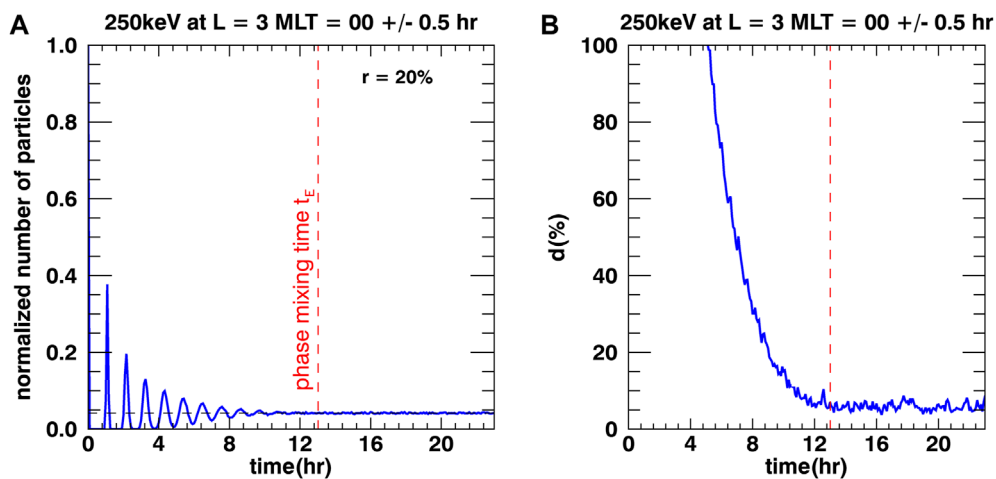 A
250keV at L = 3 MLT = 00 +/- 0.5 hr
normalized number of particles
1.0
0.8
0.6
0.4
0.2
0.0
r = 20%
phase mixing time tE
0
4
8
12
16
20
time(hr)
B
250keV at L = 3 MLT = 00 +/- 0.5 hr
d(%)
100
80
60
40
20
0
0
4
8
12
16
20
time(hr)